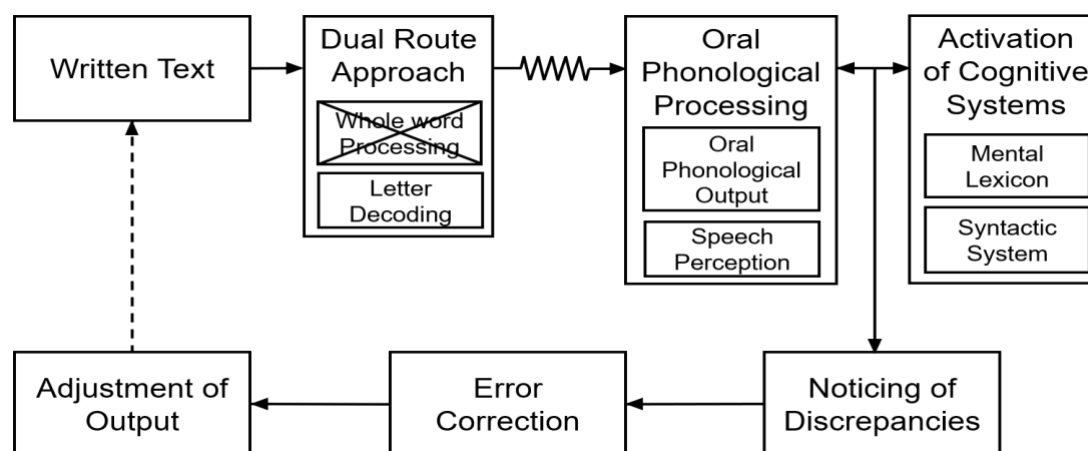 Written Text
Dual Route
Approach
Whole word
Processing
Letter
Decoding
Oral
Phonological
Processing
Oral
Phonological
Output
Speech
Perception
Activation
of Cognitive
Systems
Mental
Lexicon
Syntactic
System
Adjustment of
Output
Error
Correction
Noticing of
Discrepancies